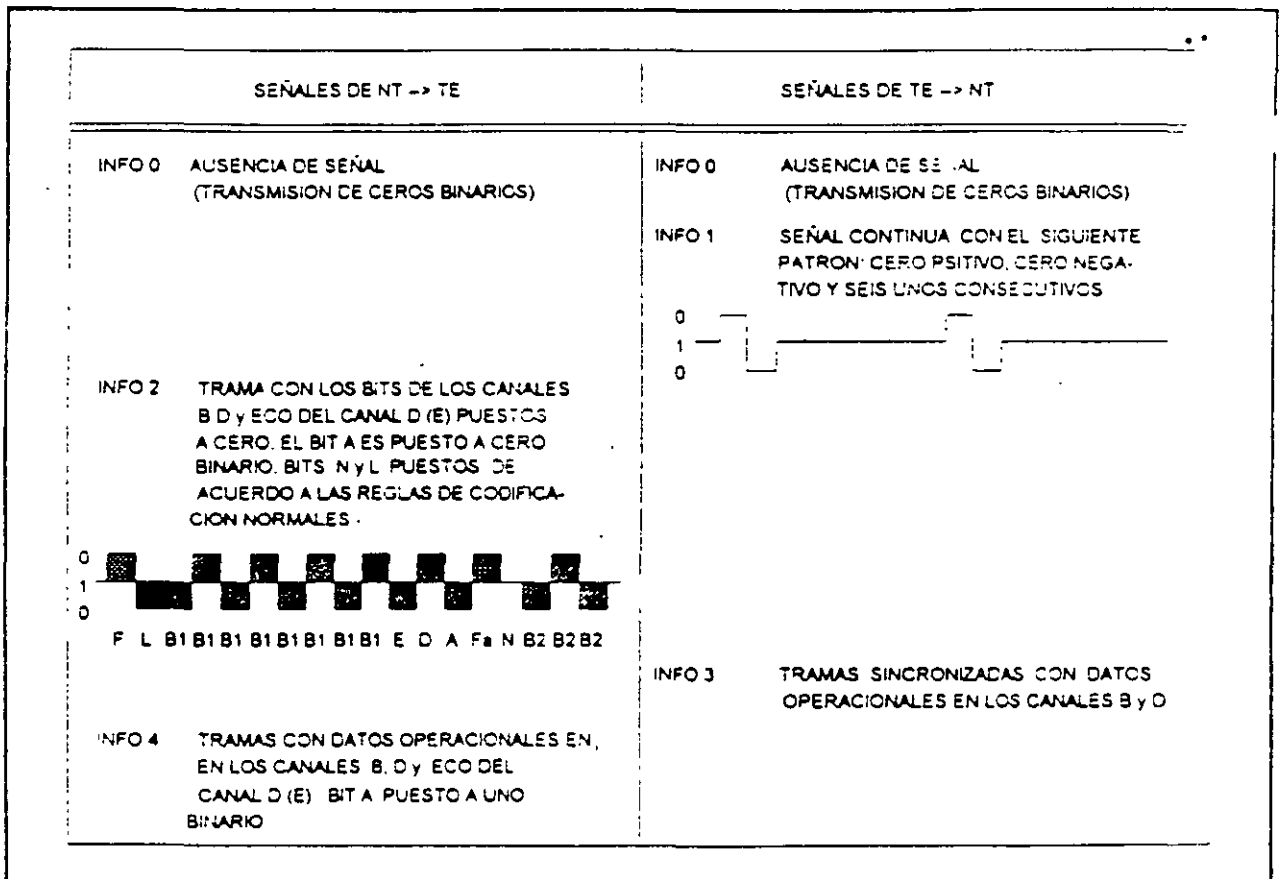 SEÑALES DE NT --> TE
SEÑALES DE TE --> NT
INFO 0 AUSENCIA DE SEÑAL
(TRANSMISION DE CEROS BINARIOS)
INFO 2 TRAMA CON LOS BITS DE LOS CANALES
B D y ECO DEL CANAL D (E) PUESTOS
A CERO. EL BIT A ES PUESTO A CERO
BINARIO. BITS N y L PUESTOS DE
ACUERDO A LAS REGLAS DE CODIFICA-
CION NORMALES
0
1
0
F L B1 B1 B1 B1 B1 B1 B1 B1 E D A Fa N B2 B2 B2
INFO 4 TRAMAS CON DATOS OPERACIONALES EN,
EN LOS CANALES B, D y ECO DEL
CANAL D (E) BIT A PUESTO A UNO
BINARIO
INFO 0 AUSENCIA DE
(TRANSMISION DE CEROS BINARIOS)
INFO 1 SEÑAL CONTINUA CON EL SIGUIENTE
PATRON: CERO PSITIVO, CERO NEGA-
TIVO Y SEIS UNOS CONSECUTIVOS
0
1
0
INFO 3 TRAMAS SINCRONIZADAS CON DATOS
OPERACIONALES EN LOS CANALES B y D